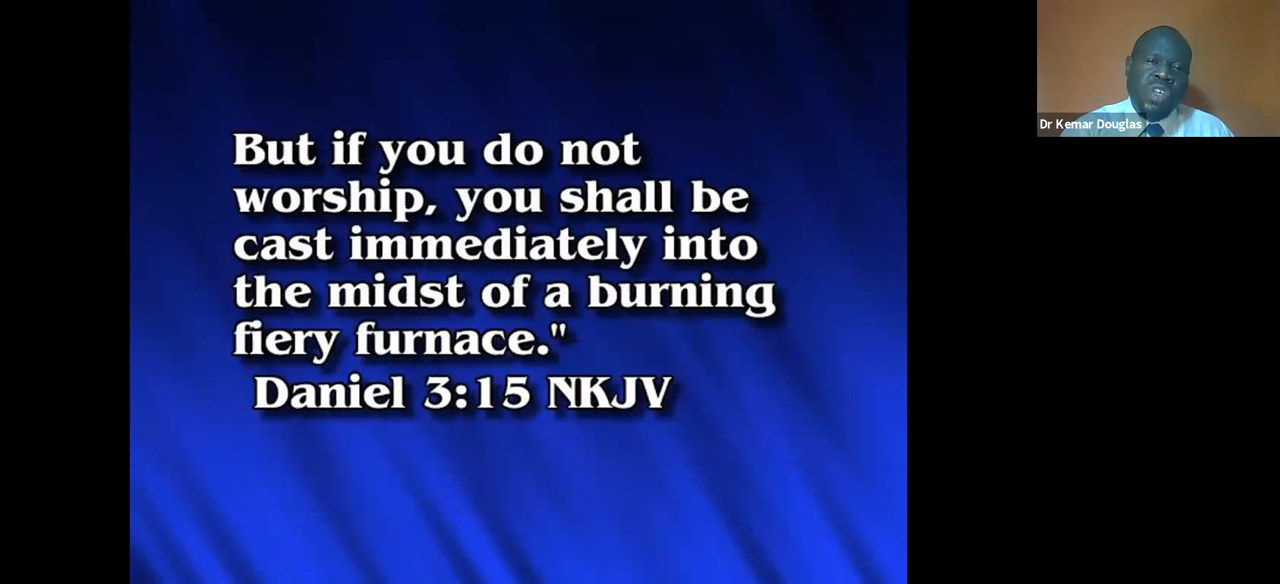 But if you do not
worship, you shall be
cast immediately into
the midst of a burning
fiery furnace."
Daniel 3:15 NKJV
Dr Kemar Douglas